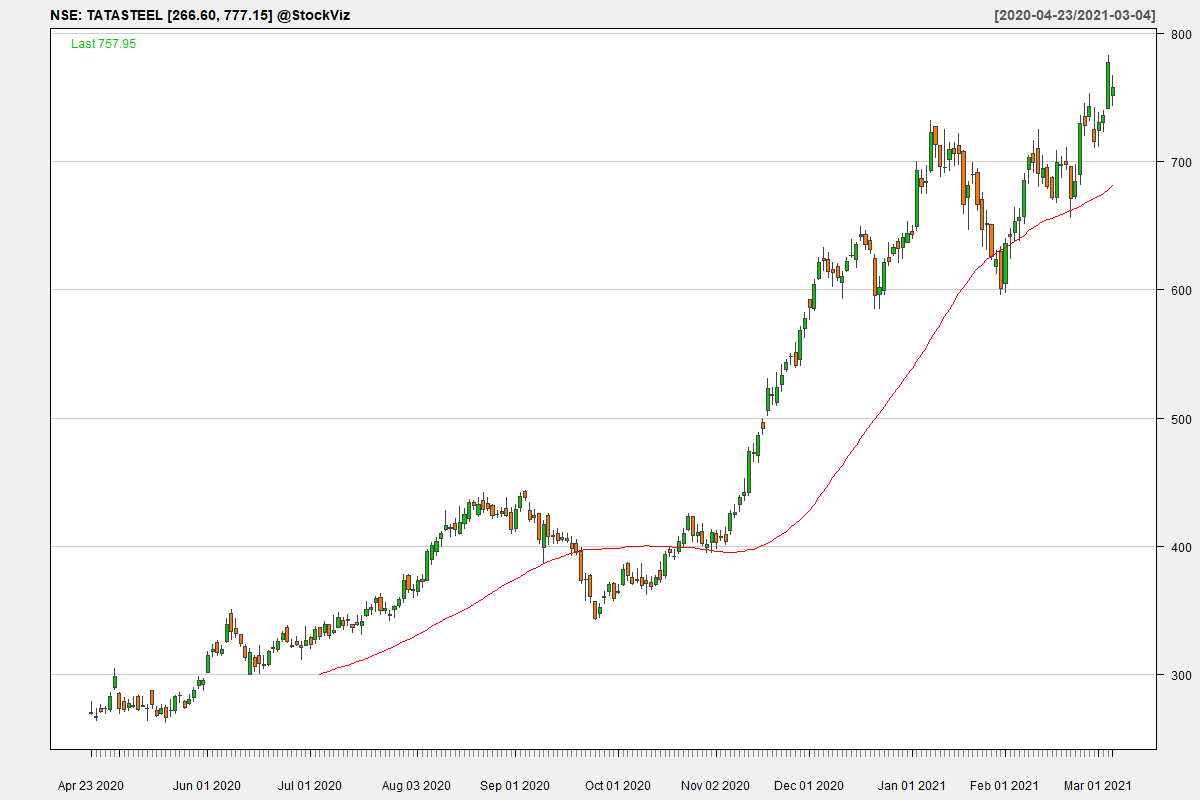 NSE: TATASTEEL [266.60, 777.15] @StockViz
[2020-04-23/2021-03-04]
Last 757.95
800
700
600
500
400
300
Apr 23 2020
Jun 01 2020
Jul 01 2020
Aug 03 2020
Sep 01 2020
Oct 01 2020
Nov 02 2020
Dec 01 2020
Jan 01 2021
Feb 01 2021
Mar 01 2021